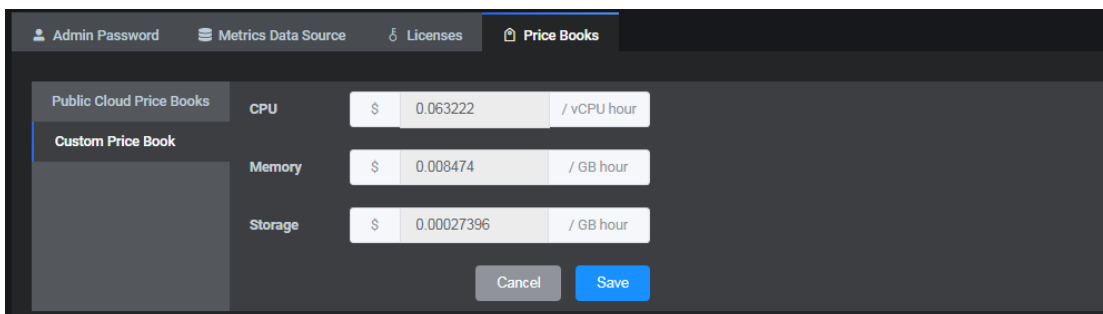 Admin Password Metrics Data Source Licenses Price Books
Public Cloud Price Books
Custom Price Book
CPU $ 0.063222 / vCPU hour
Memory $ 0.008474 / GB hour
Storage $ 0.00027396 / GB hour
Cancel Save